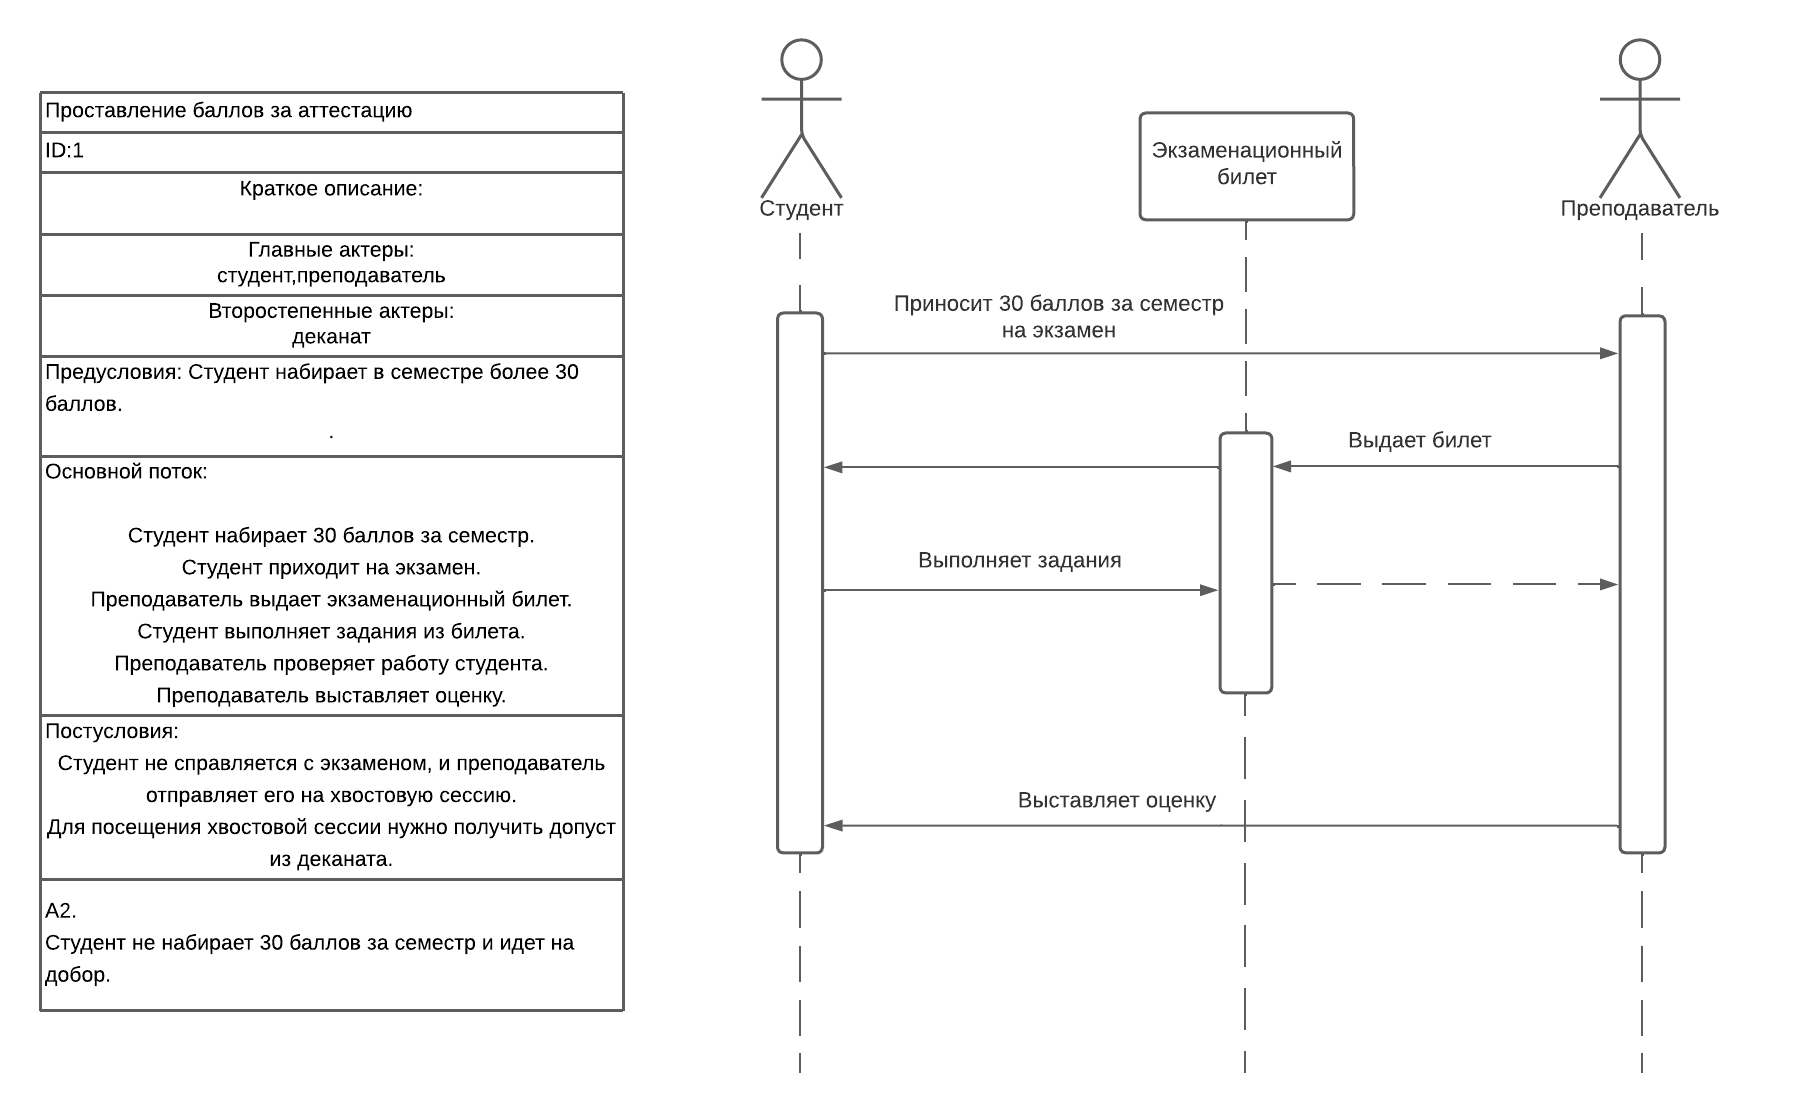 Проставление баллов за аттестацию
ID:1
Краткое описание:
Главные актеры:
студент,преподаватель
Второстепенные актеры:
деканат
Предусловия: Студент набирает в семестре более 30
баллов.
.
Основной поток:
Студент набирает 30 баллов за семестр.
Студент приходит на экзамен.
Преподаватель выдает экзаменационный билет.
Студент выполняет задания из билета.
Преподаватель проверяет работу студента.
Преподаватель выставляет оценку.
Постусловия:
Студент не справляется с экзаменом, и преподаватель
отправляет его на хвостовую сессию.
Для посещения хвостовой сессии нужно получить допуст
из деканата.
А2.
Студент не набирает 30 баллов за семестр и идет на
добор.
Студент
Экзаменационный
билет
Преподаватель
Приносит 30 баллов за семестр
на экзамен
Выдает билет
Выполняет задания
Выставляет оценку